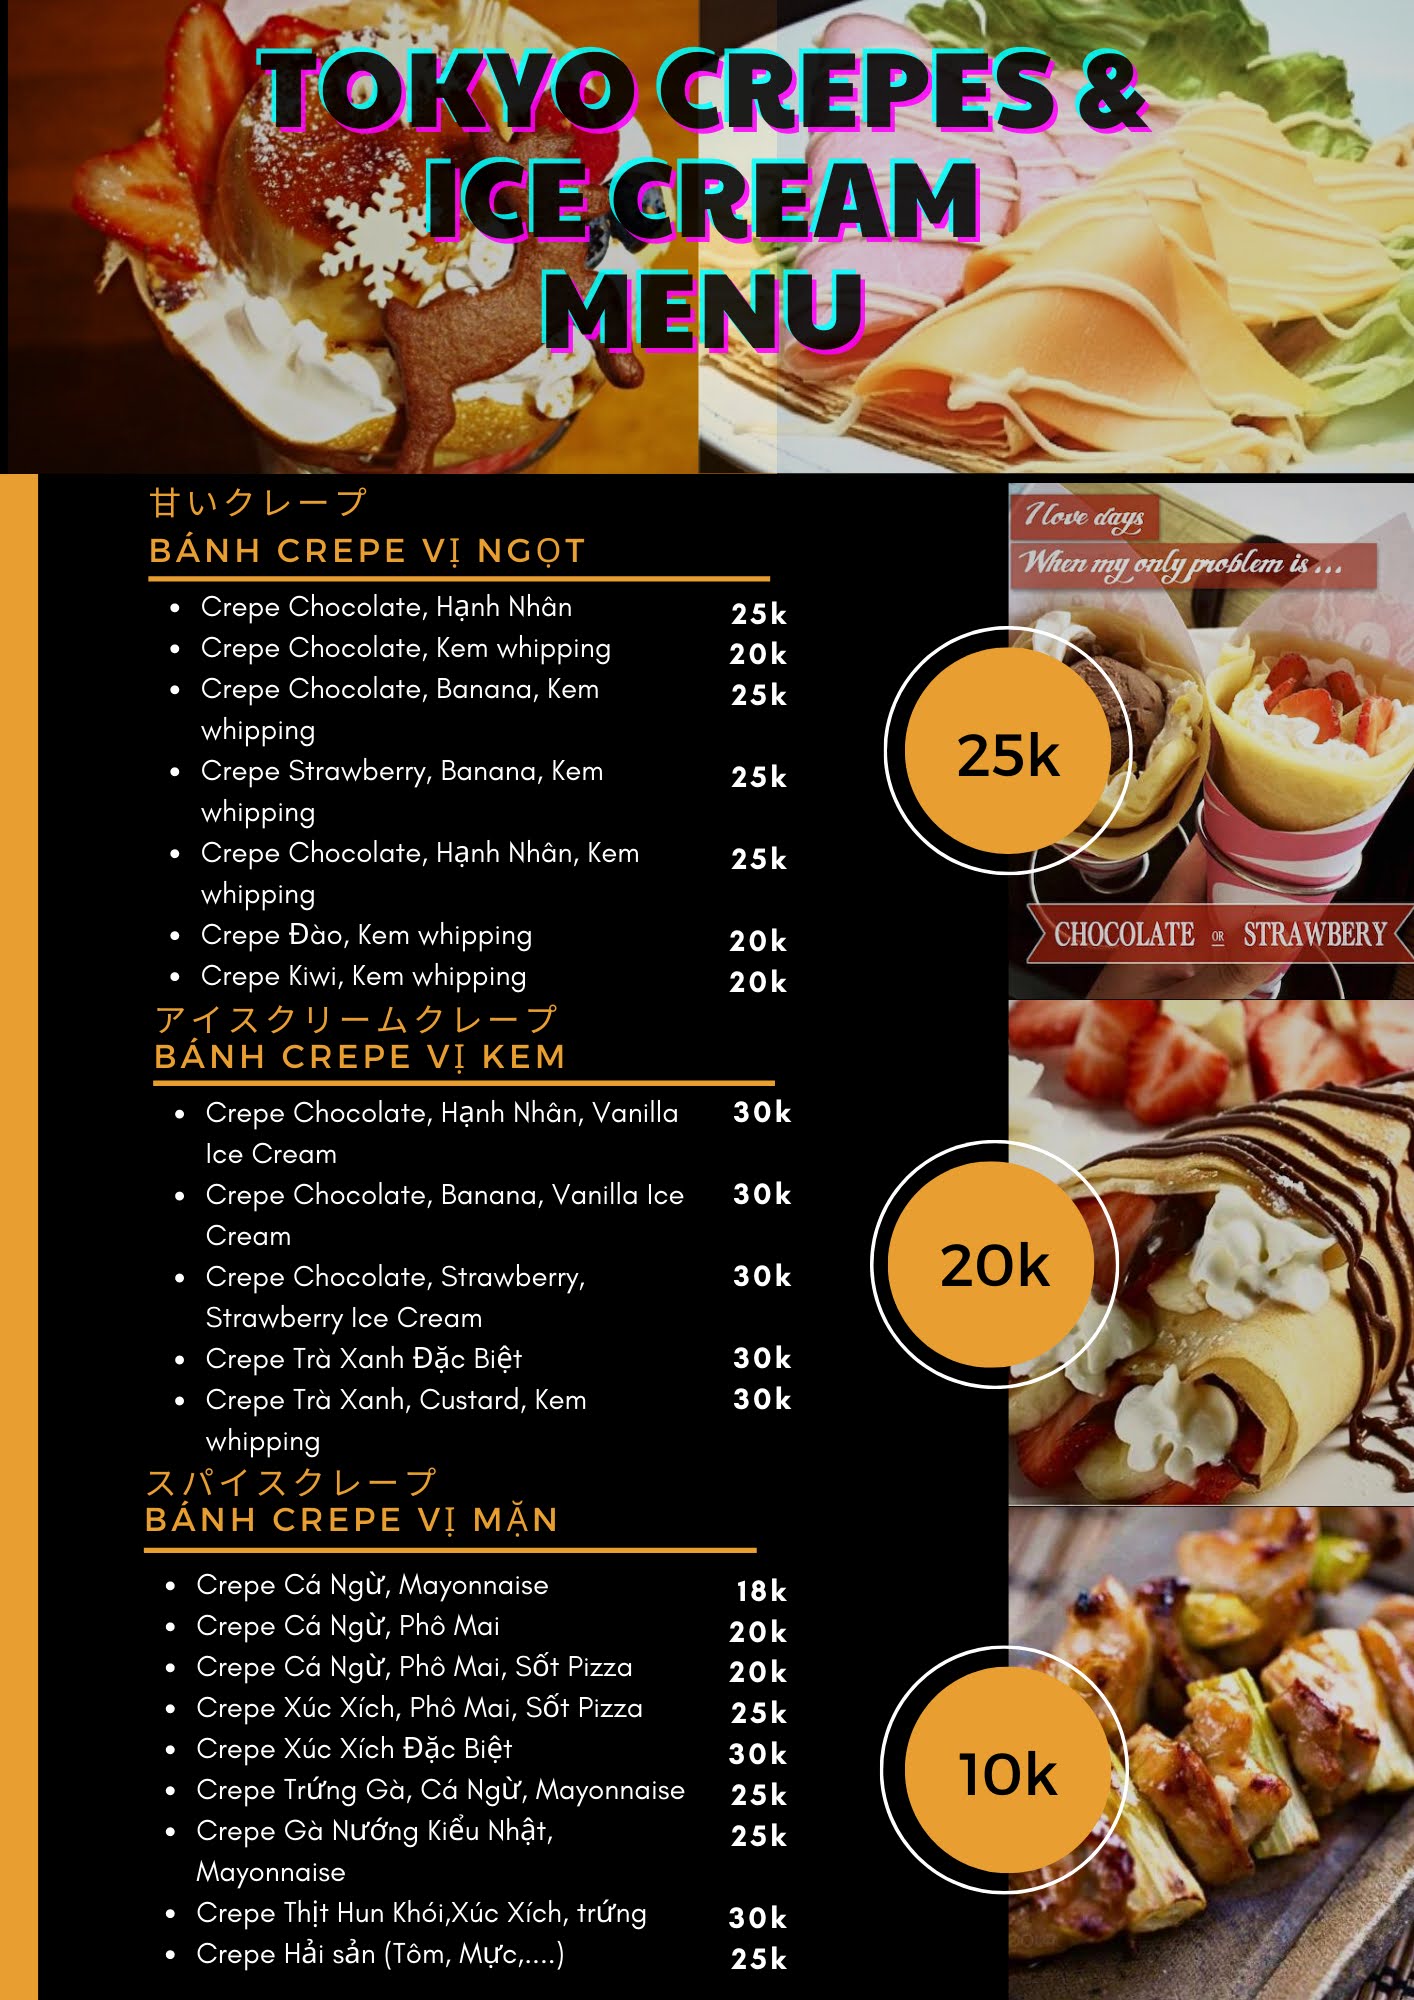 TOKYO CREPES &
ICE CREAM
MENU
甘いクレープ
BÁNH CREPE VỊ NGỌT
Crepe Chocolate, Hạnh Nhân 25k
Crepe Chocolate, Kem whipping 20k
Crepe Chocolate, Banana, Kem 25k
whipping
Crepe Strawberry, Banana, Kem 25k
whipping
Crepe Chocolate, Hạnh Nhân, Kem 25k
whipping
Crepe Đào, Kem whipping 20k
Crepe Kiwi, Kem whipping 20k
アイスクリームクレープ
BÁNH CREPE VỊ KEM
Crepe Chocolate, Hạnh Nhân, Vanilla 30k
Ice Cream
Crepe Chocolate, Banana, Vanilla Ice 30k
Cream
Crepe Chocolate, Strawberry, 30k
Strawberry Ice Cream
Crepe Trà Xanh Đặc Biệt 30k
Crepe Trà Xanh, Custard, Kem 30k
whipping
スパイスクレープ
BÁNH CREPE VỊ MẶN
Crepe Cá Ngừ, Mayonnaise 18k
Crepe Cá Ngừ, Phô Mai 20k
Crepe Cá Ngừ, Phô Mai, Sốt Pizza 20k
Crepe Xúc Xích, Phô Mai, Sốt Pizza 25k
Crepe Xúc Xích Đặc Biệt 30k
Crepe Trứng Gà, Cá Ngừ, Mayonnaise 25k
Crepe Gà Nướng Kiểu Nhật, 25k
Mayonnaise
Crepe Thịt Hun Khói,Xúc Xích, trứng 30k
Crepe Hải sản (Tôm, Mực,....) 25k
I love days
When my only problem is ...
25k
CHOCOLATE OR STRAWBERY
20k
10k